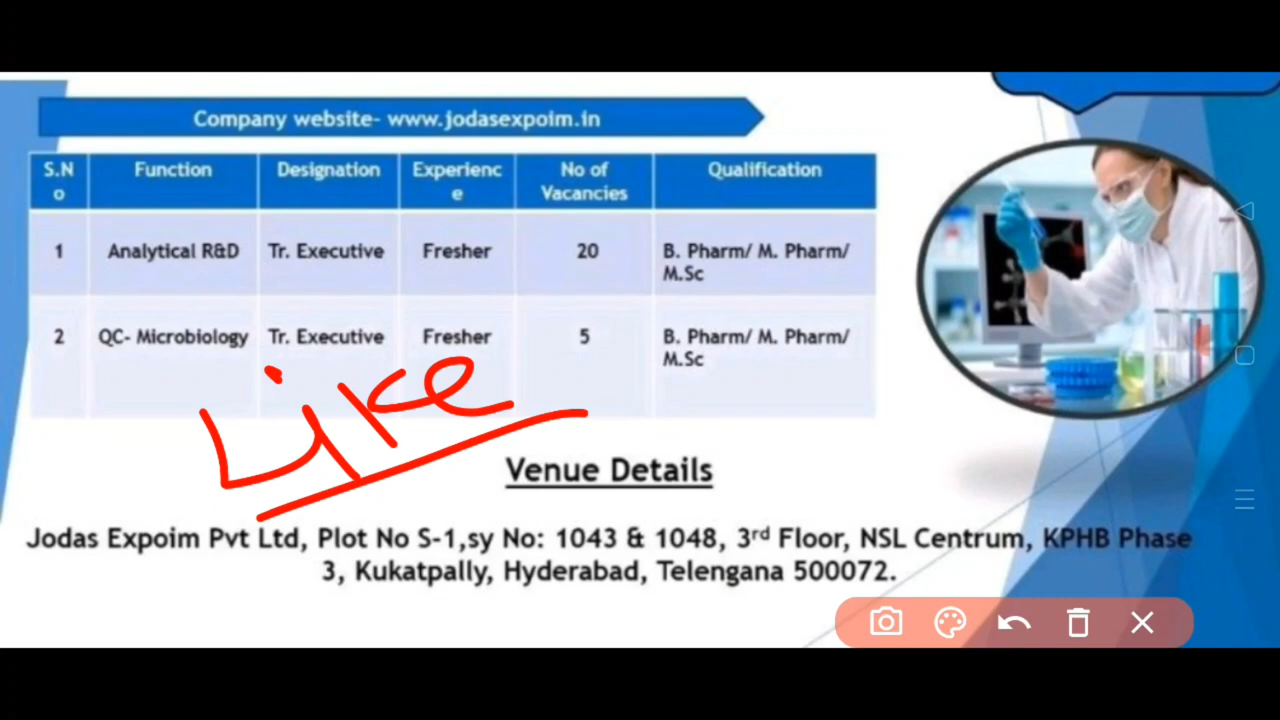 Company website- www.jodasexpoim.in
S.N
o
Function
Designation
Experienc
e
No of
Vacancies
Qualification
1
Analytical R&D
Tr. Executive
Fresher
20
B. Pharm/ M. Pharm/
M.Sc
2
QC- Microbiology
Tr. Executive
Fresher
5
B. Pharm/ M. Pharm/
M.Sc
Like
Venue Details
Jodas Expoim Pvt Ltd, Plot No S-1,sy No: 1043 & 1048, 3rd Floor, NSL Centrum, KPHB Phase
3, Kukatpally, Hyderabad, Telengana 500072.